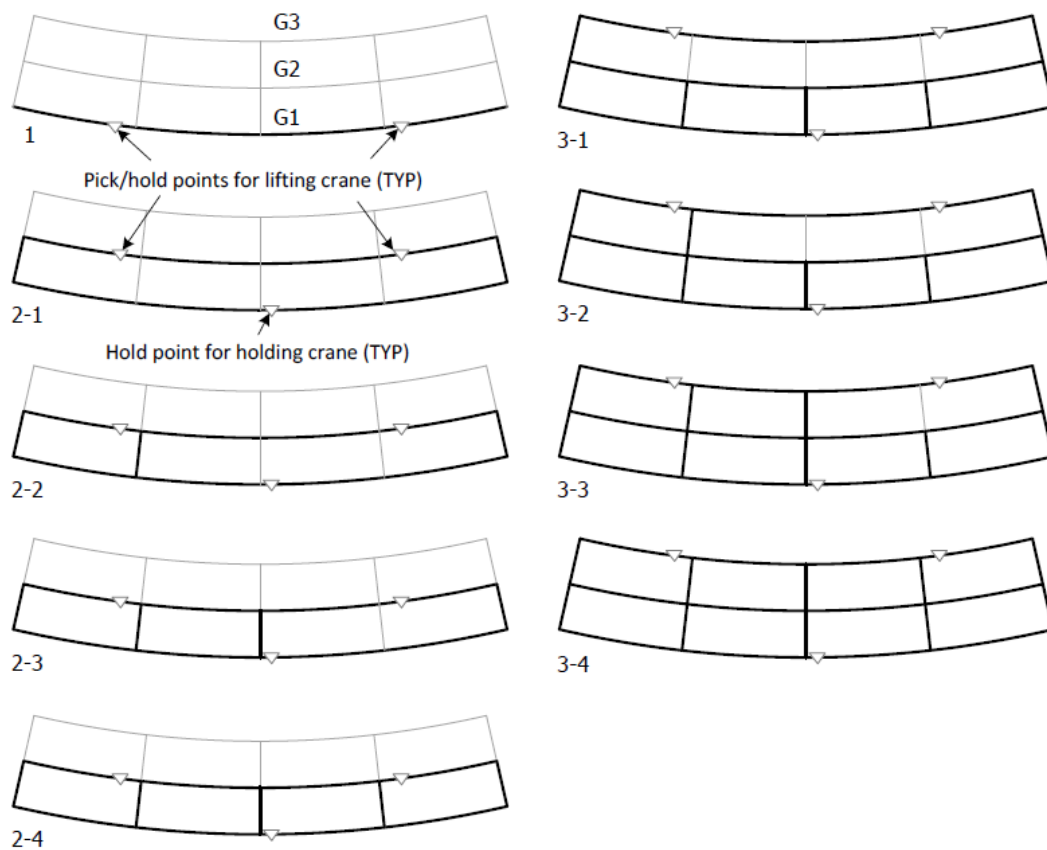 G3
G2
G1
1
Pick/hold points for lifting crane (TYP)
2-1
Hold point for holding crane (TYP)
2-2
2-3
2-4
3-1
3-2
3-3
3-4